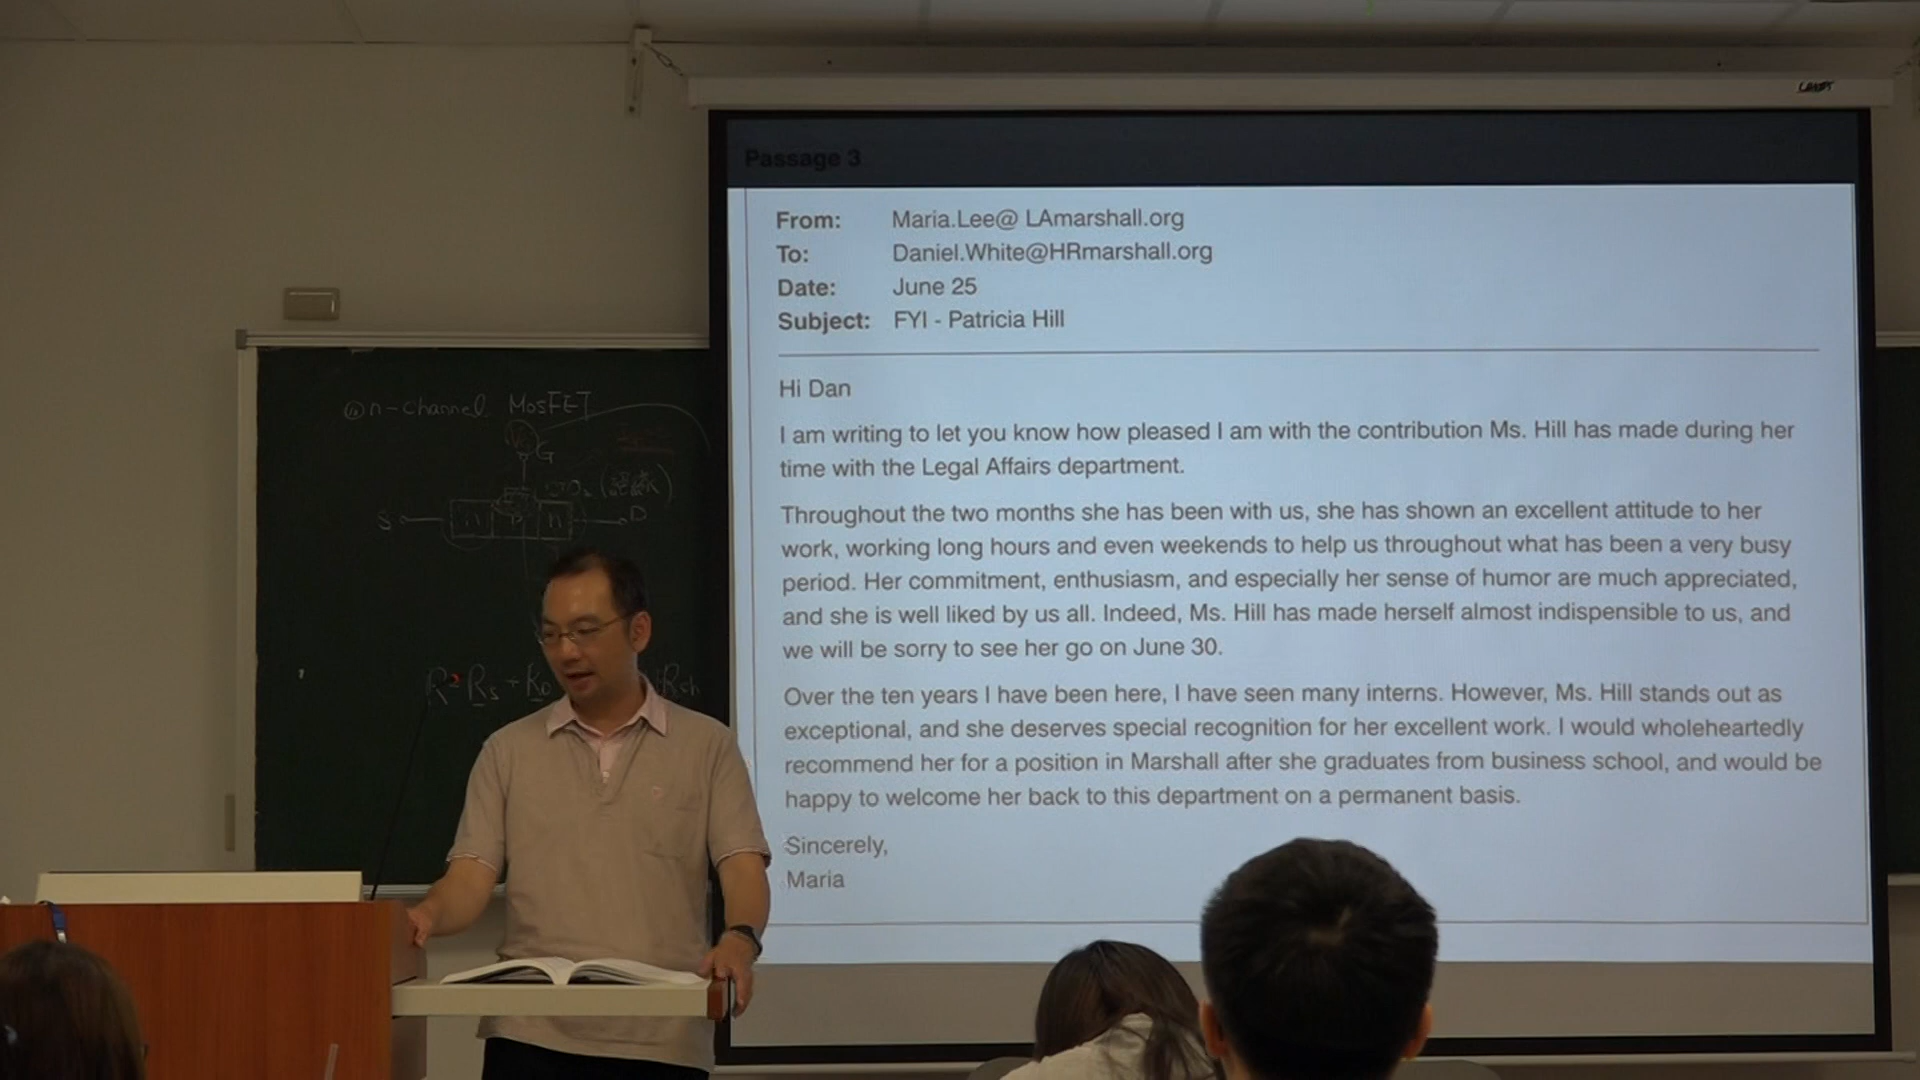 Passage 3
From: Maria.Lee@ LAmarshall.org
To: Daniel.White@HRmarshall.org
Date: June 25
Subject: FYI - Patricia Hill
Hi Dan
I am writing to let you know how pleased I am with the contribution Ms. Hill has made during her
time with the Legal Affairs department.
Throughout the two months she has been with us, she has shown an excellent attitude to her
work, working long hours and even weekends to help us throughout what has been a very busy
period. Her commitment, enthusiasm, and especially her sense of humor are much appreciated,
and she is well liked by us all. Indeed, Ms. Hill has made herself almost indispensible to us, and
we will be sorry to see her go on June 30.
Over the ten years I have been here, I have seen many interns. However, Ms. Hill stands out as
exceptional, and she deserves special recognition for her excellent work. I would wholeheartedly
recommend her for a position in Marshall after she graduates from business school, and would be
happy to welcome her back to this department on a permanent basis.
Sincerely,
Maria
n-channel MosFET
G
S n P n D
R = Rs + RD
Rch